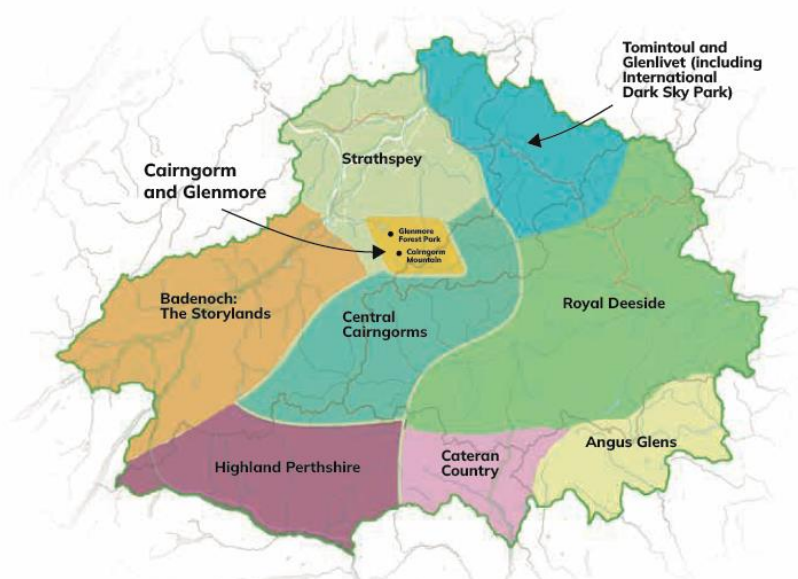 Tomintoul and
Glenlivet (including
International
Dark Sky Park)
Strathspey
Cairngorm
and Glenmore
Glenmore
Forest Park
Cairngorm
Mountain
Badenoch:
The Storylands
Central
Cairngorms
Royal Deeside
Highland Perthshire
Cateran
Country
Angus Glens